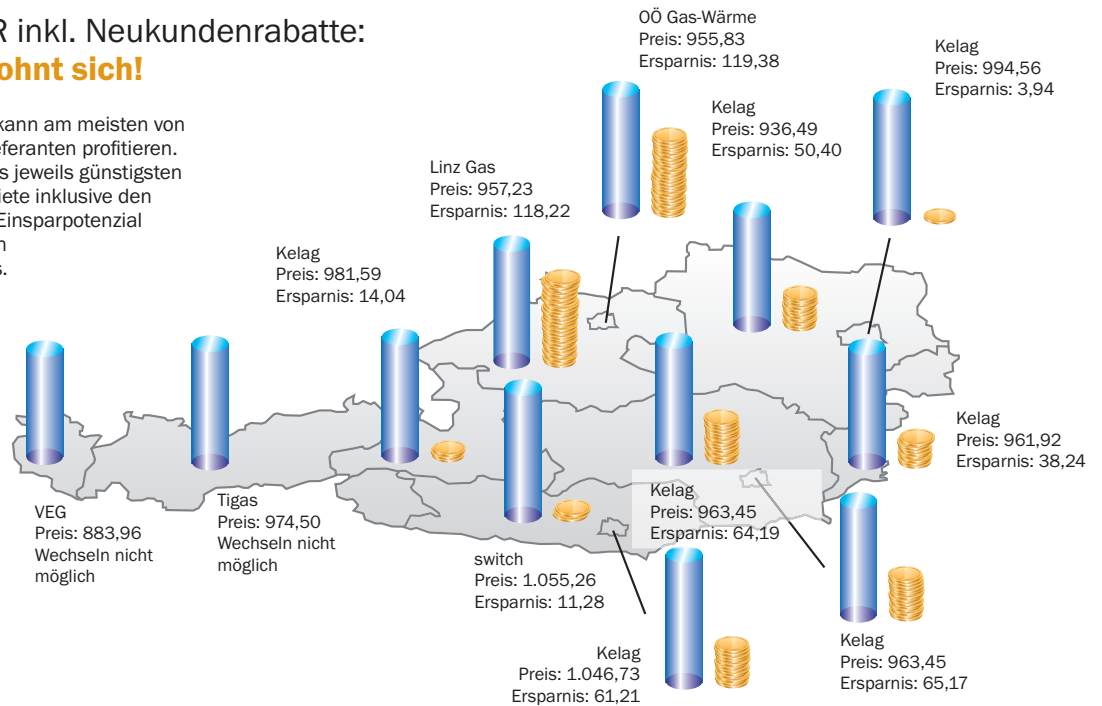 R inkl. Neukundenrabatte:
ohnt sich!
kann am meisten von
eferanten profitieren.
s jeweils günstigsten
iete inklusive den
Einsparpotenzial
n
s.
OÖ Gas-Wärme
Preis: 955,83
Ersparnis: 119,38
Kelag
Preis: 994,56
Ersparnis: 3,94
Kelag
Preis: 936,49
Ersparnis: 50,40
Linz Gas
Preis: 957,23
Ersparnis: 118,22
Kelag
Preis: 981,59
Ersparnis: 14,04
Kelag
Preis: 961,92
Ersparnis: 38,24
VEG
Preis: 883,96
Wechseln nicht
möglich
Tigas
Preis: 974,50
Wechseln nicht
möglich
Kelag
Preis: 963,45
Ersparnis: 64,19
switch
Preis: 1.055,26
Ersparnis: 11,28
Kelag
Preis: 1.046,73
Ersparnis: 61,21
Kelag
Preis: 963,45
Ersparnis: 65,17